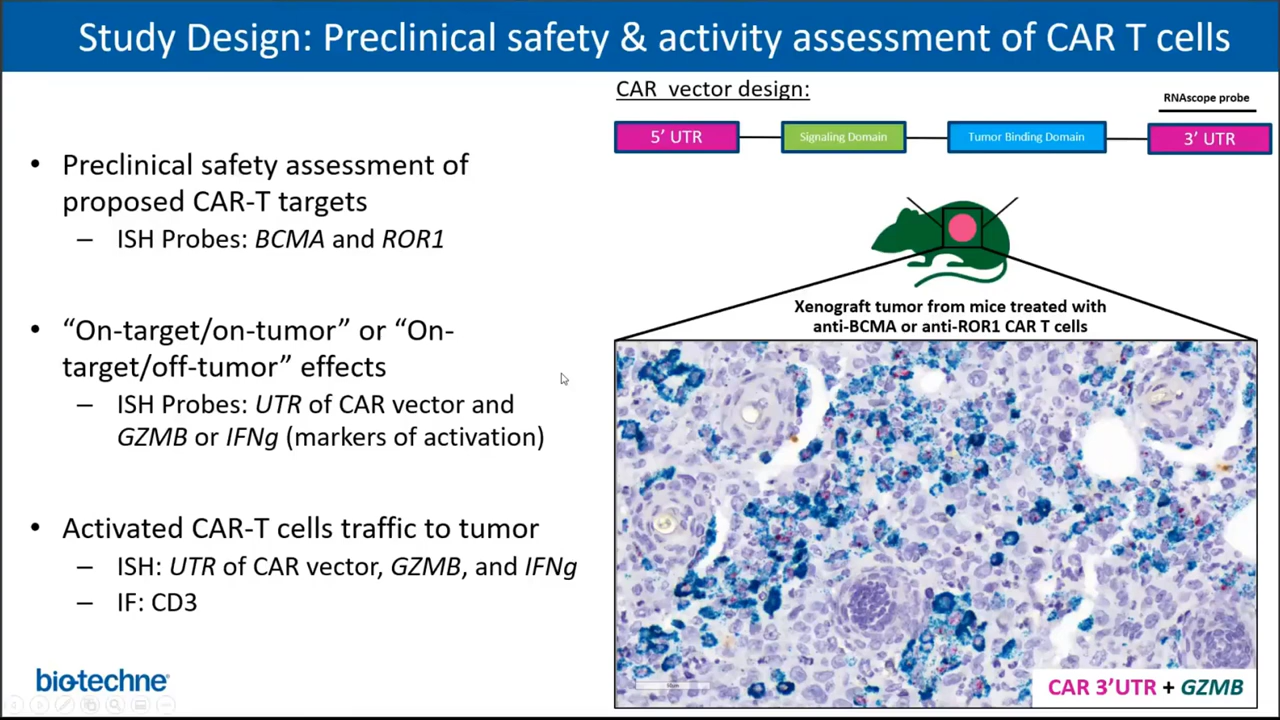 Study Design: Preclinical safety & activity assessment of CAR T cells
• Preclinical safety assessment of
proposed CAR-T targets
– ISH Probes: BCMA and ROR1
• “On-target/on-tumor” or “On-
target/off-tumor” effects
– ISH Probes: UTR of CAR vector and
GZMB or IFNg (markers of activation)
• Activated CAR-T cells traffic to tumor
– ISH: UTR of CAR vector, GZMB, and IFNg
– IF: CD3
bio-techne®
CAR vector design:
RNAscope probe
5’ UTR
Signaling Domain
Tumor Binding Domain
3’ UTR
Xenograft tumor from mice treated with
anti-BCMA or anti-ROR1 CAR T cells
CAR 3’UTR + GZMB